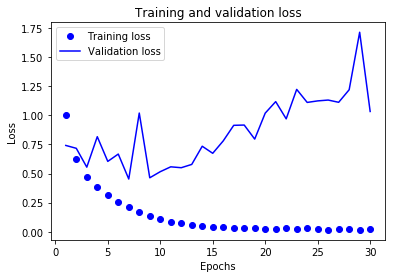 Training and validation loss
Training loss
Validation loss
1.75
1.50
1.25
1.00
0.75
0.50
0.25
0.00
Loss
0 5 10 15 20 25 30
Epochs